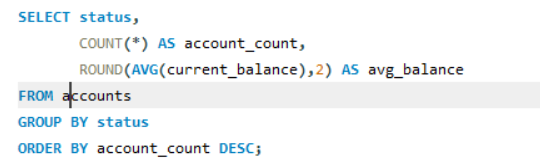 SELECT status,
COUNT(*) AS account_count,
ROUND(AVG(current_balance),2) AS avg_balance
FROM accounts
GROUP BY status
ORDER BY account_count DESC;